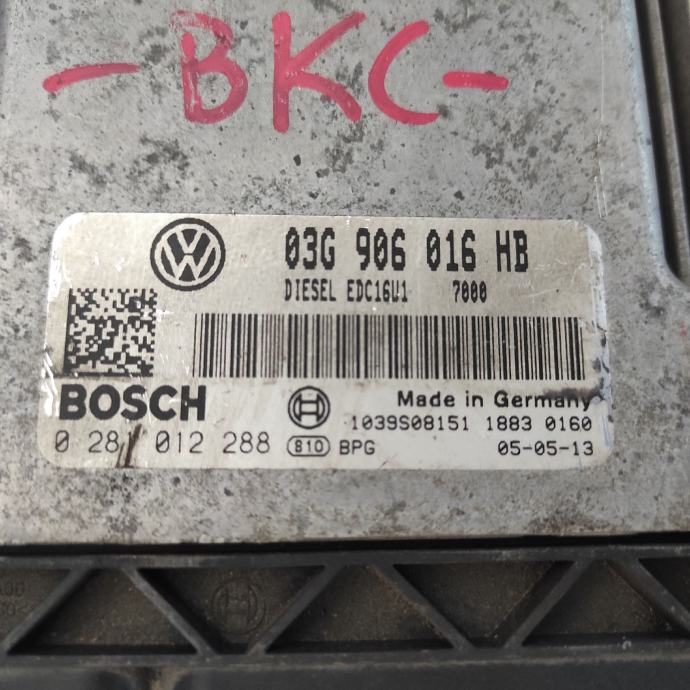 -BKC-
VW
03G 906 016 HB
DIESEL EDC16U1 7000
BOSCH
Made in Germany
1039S08151 1883 0160
0 281 012 288 810 BPG 05-05-13